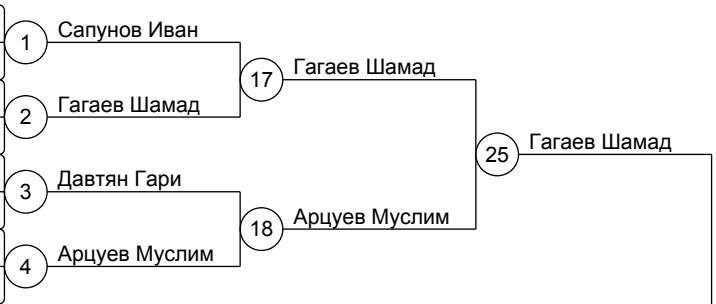 1 Сапунов Иван
17 Гагаев Шамад
2 Гагаев Шамад
25 Гагаев Шамад
3 Давтян Гари
18 Арцуев Муслим
4 Арцуев Муслим